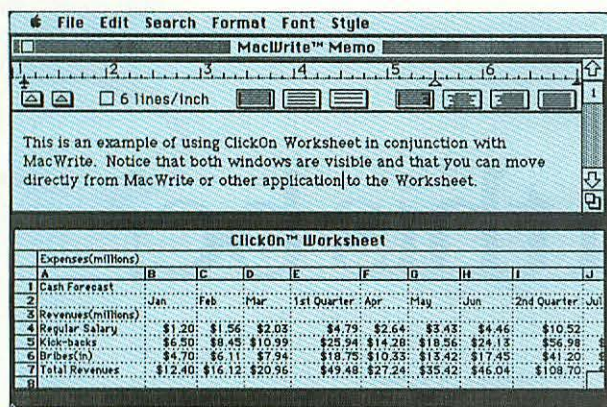 File Edit Search Format Font Style
MacWrite™ Memo
1 2 3 4 5 6
6 lines/inch
1
This is an example of using ClickOn Worksheet in conjunction with
MacWrite. Notice that both windows are visible and that you can move
directly from MacWrite or other application to the Worksheet.
ClickOn™ Worksheet
Expenses(millions)
A B C D E F G H I J
1 Cash Forecast
2 Jan Feb Mar 1st Quarter Apr May Jun 2nd Quarter Jul
3 Revenues(millions)
4 Regular Salary $1.20 $1.56 $2.03 $4.79 $2.64 $3.43 $4.46 $10.52
5 Kick-backs $6.50 $8.45 $10.99 $25.94 $14.28 $18.56 $24.13 $56.98
6 Bribes(in) $4.70 $6.11 $7.94 $18.75 $10.33 $13.42 $17.45 $41.20
7 Total Revenues $12.40 $16.12 $20.96 $49.48 $27.24 $35.42 $46.04 $108.70
8